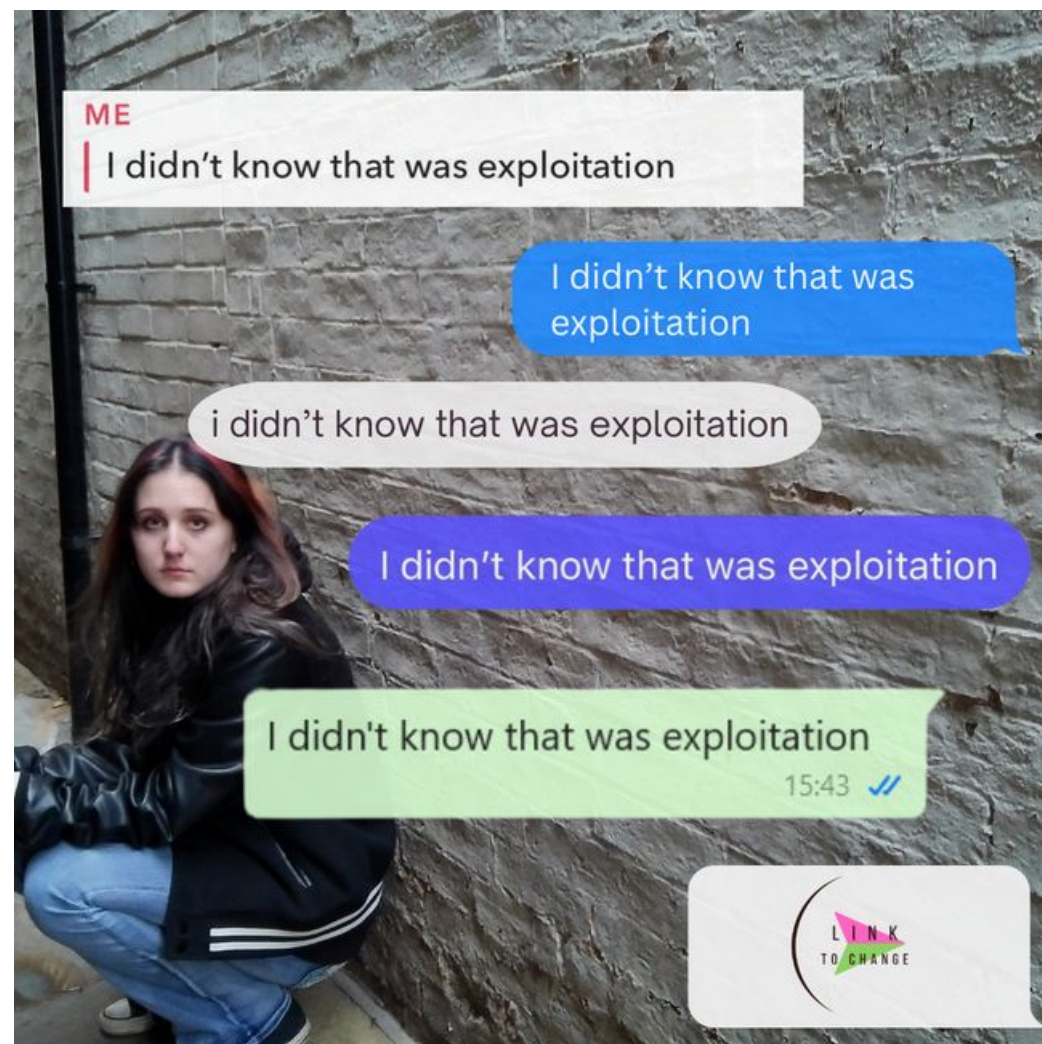 ME
I didn’t know that was exploitation
I didn’t know that was
exploitation
i didn’t know that was exploitation
I didn’t know that was exploitation
I didn't know that was exploitation
15:43
LINK
TO CHANGE